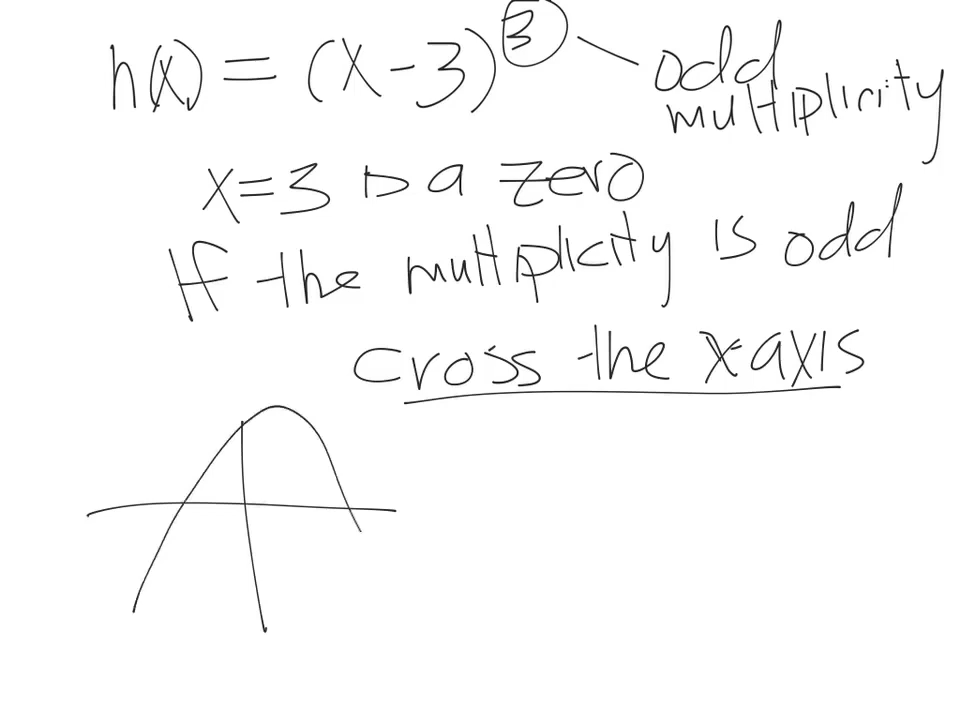 h(x) = (x-3)³ odd
multiplicity
x=3 is a zero
If the multiplicity is odd
cross the x-axis